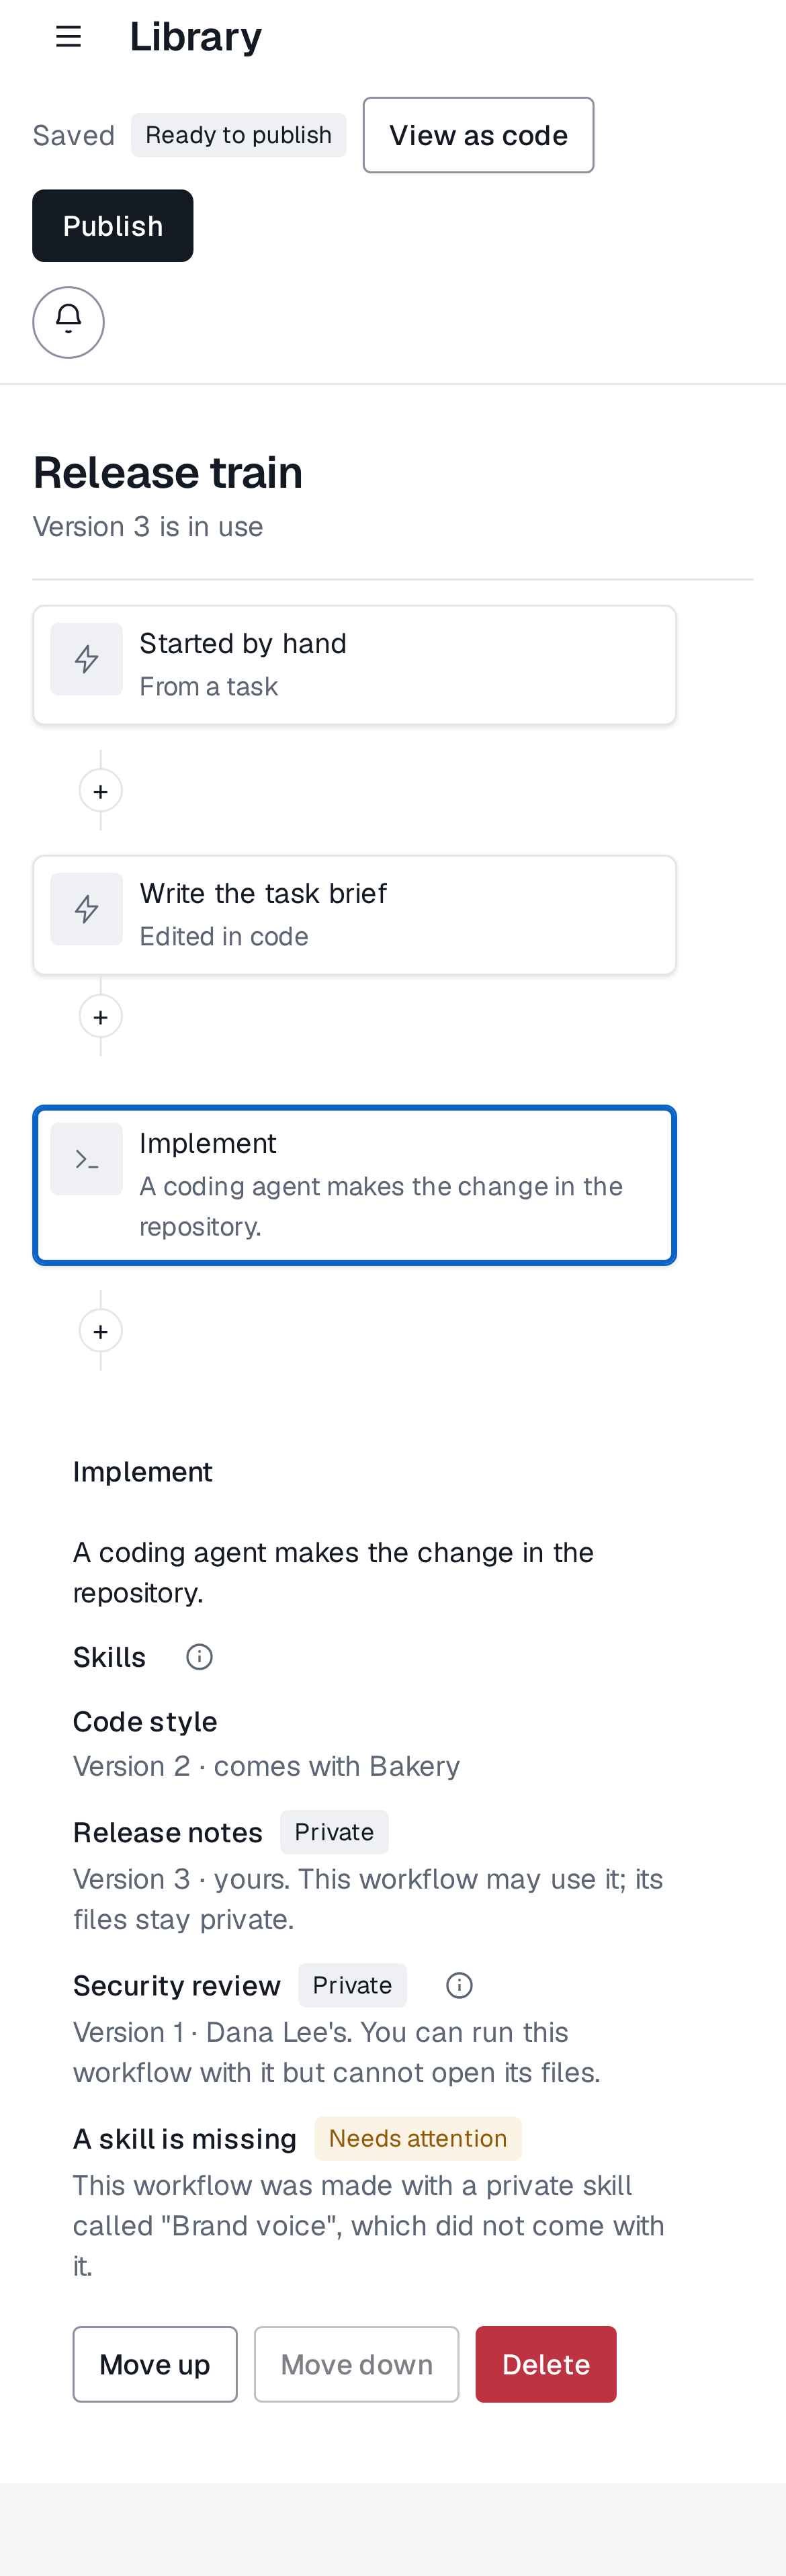 Library
Saved
Ready to publish
View as code
Publish
Release train
Version 3 is in use
Started by hand
From a task
+
Write the task brief
Edited in code
+
Implement
A coding agent makes the change in the
repository.
+
Implement
A coding agent makes the change in the
repository.
Skills
Code style
Version 2 · comes with Bakery
Release notes Private
Version 3 · yours. This workflow may use it; its
files stay private.
Security review Private
Version 1 · Dana Lee's. You can run this
workflow with it but cannot open its files.
A skill is missing Needs attention
This workflow was made with a private skill
called "Brand voice", which did not come with
it.
Move up
Move down
Delete